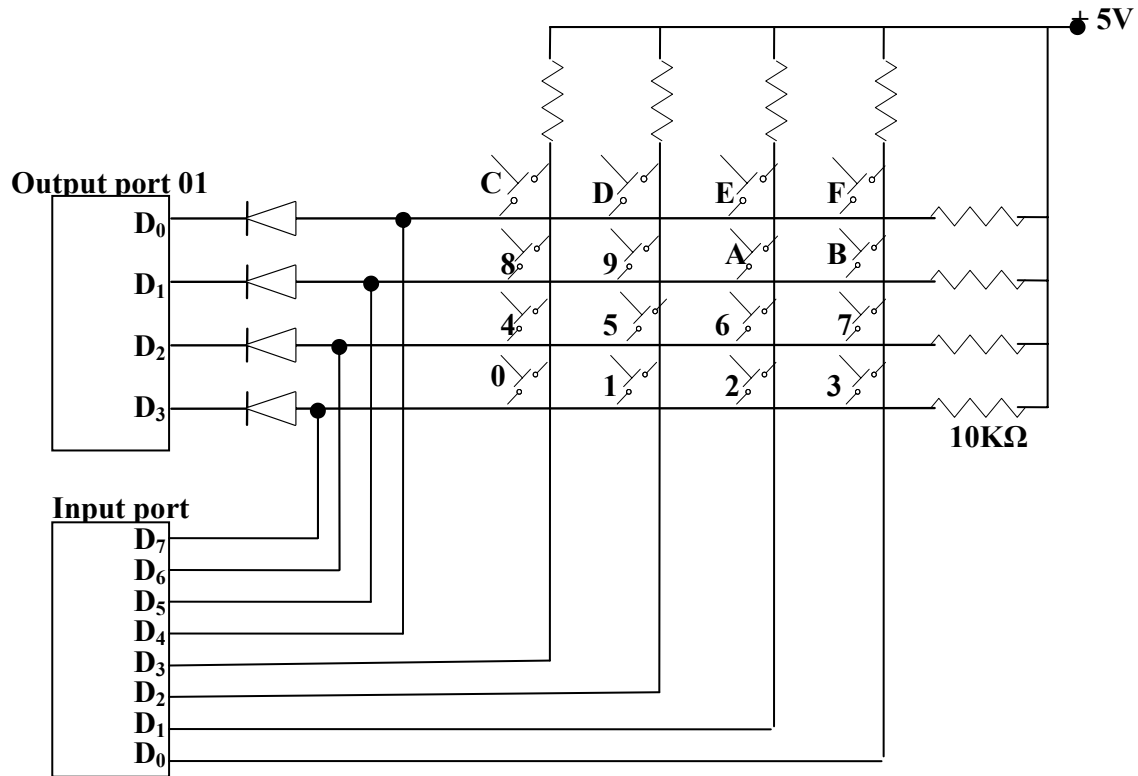 + 5V
Output port 01
C D E F
D₀
8 9 A B
D₁
4 5 6 7
D₂
0 1 2 3
D₃
10KΩ
Input port
D₇
D₆
D₅
D₄
D₃
D₂
D₁
D₀